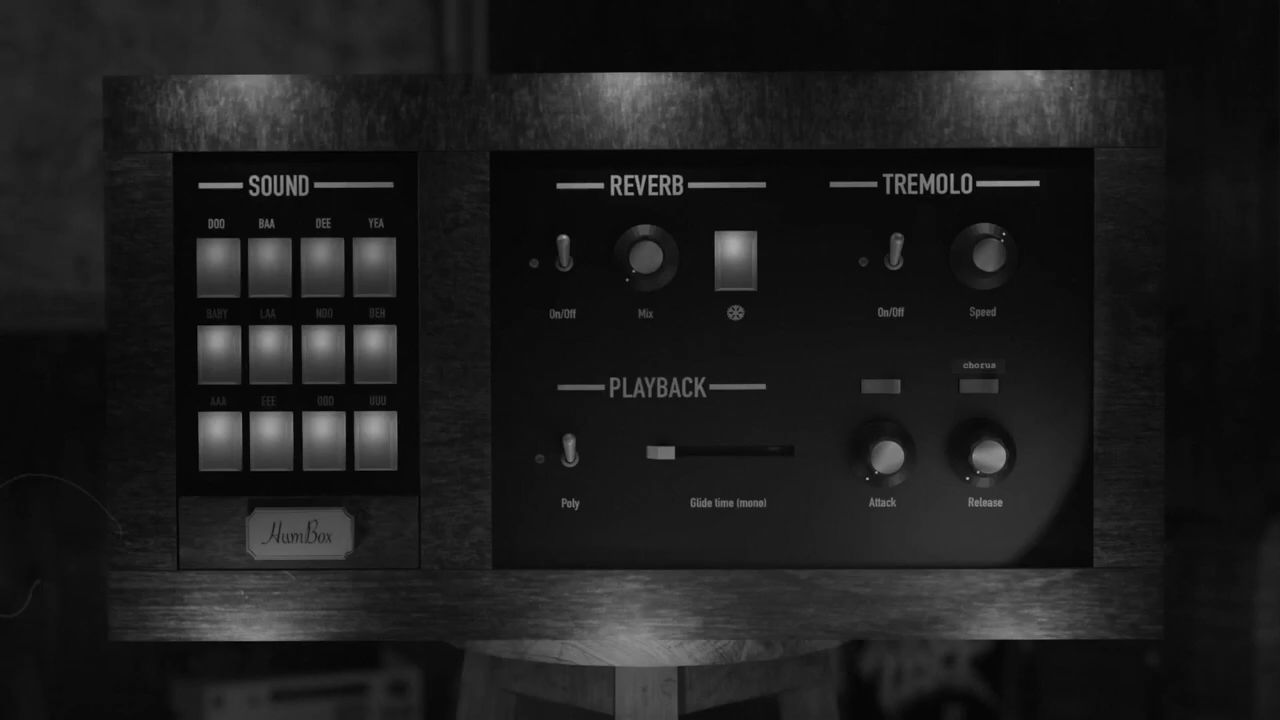 SOUND
DOO BAA DEE YEA
BABY LAA NOO DEH
AAA EEE OOO UUU
HumBox
REVERB
On/Off Mix
TREMOLO
On/Off Speed
PLAYBACK
Poly Glide time (mono)
chorus
Attack Release